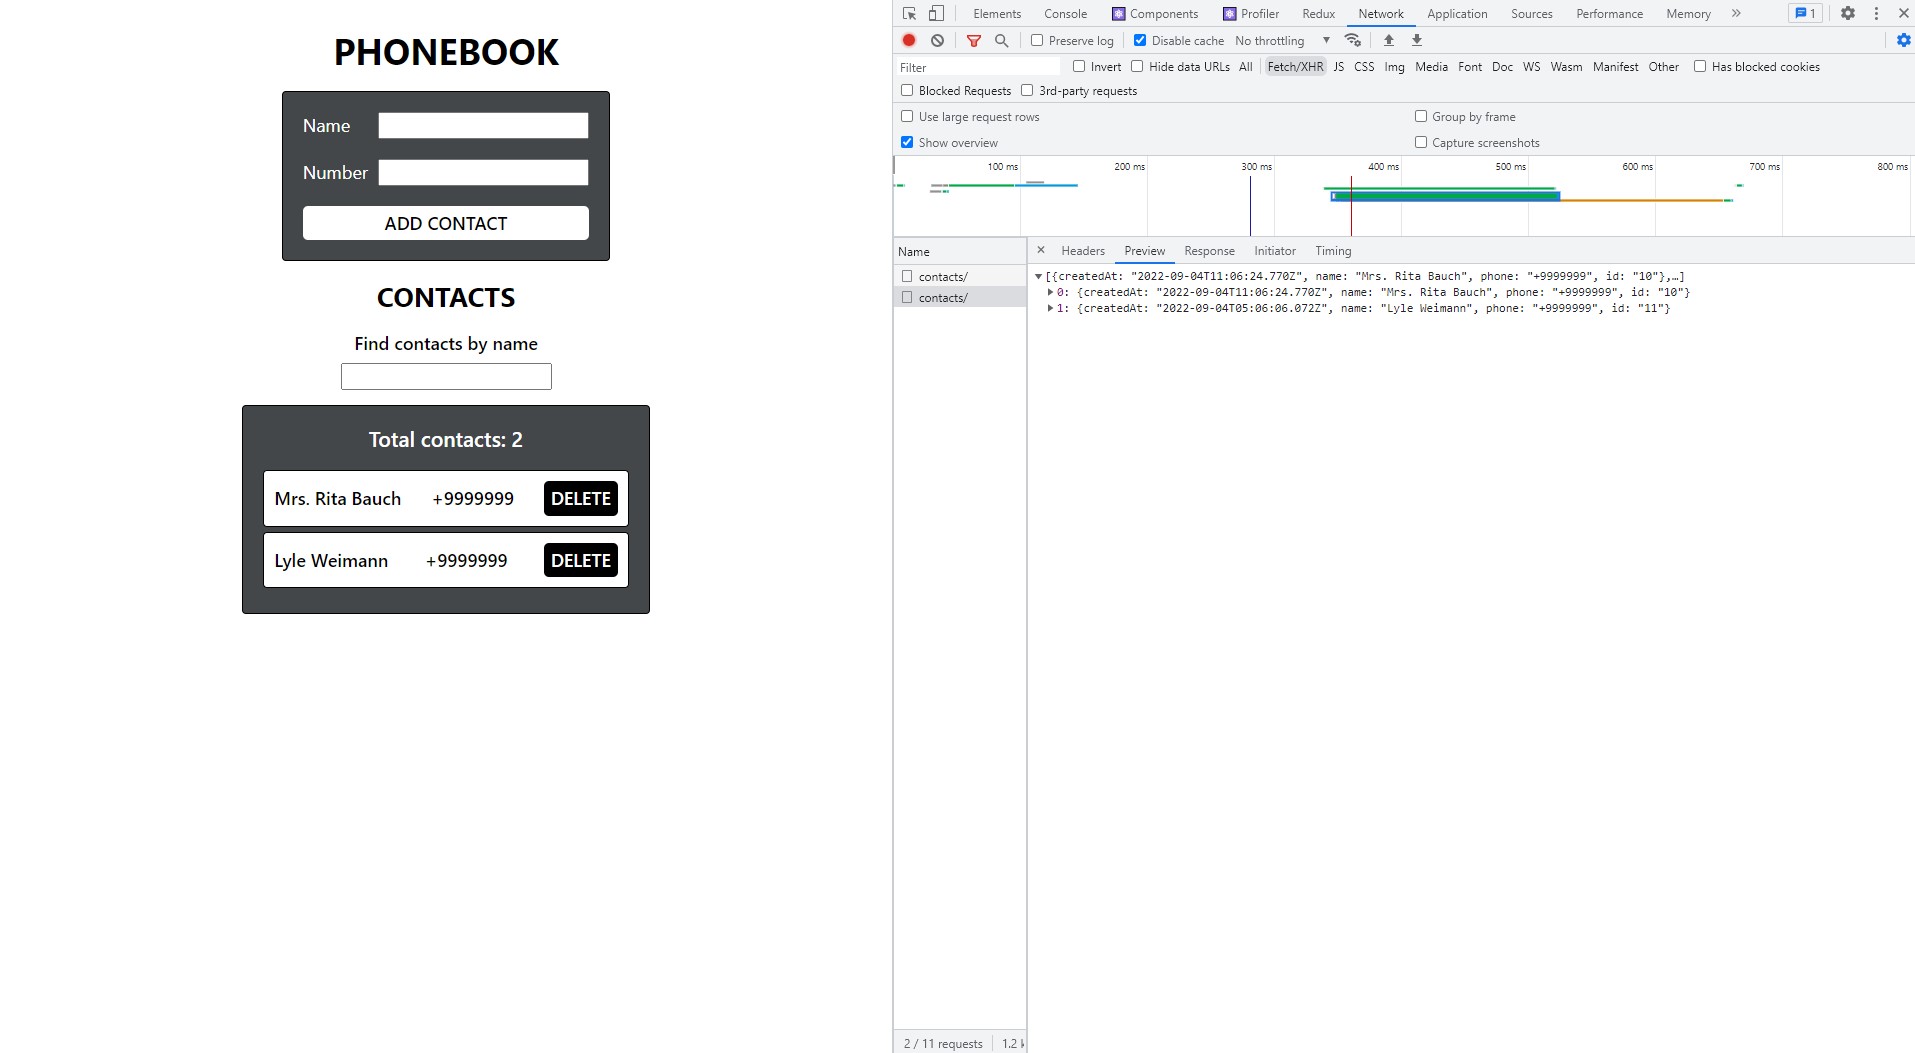 PHONEBOOK
Name
Number
ADD CONTACT
CONTACTS
Find contacts by name
Total contacts: 2
Mrs. Rita Bauch +9999999 DELETE
Lyle Weimann +9999999 DELETE
Elements Console Components Profiler Redux Network Application Sources Performance Memory » 1
Preserve log Disable cache No throttling
Filter Invert Hide data URLs All Fetch/XHR JS CSS Img Media Font Doc WS Wasm Manifest Other Has blocked cookies
Blocked Requests 3rd-party requests
Use large request rows Group by frame
Show overview Capture screenshots
100 ms 200 ms 300 ms 400 ms 500 ms 600 ms 700 ms 800 ms
Name × Headers Preview Response Initiator Timing
contacts/
contacts/
[{createdAt: "2022-09-04T11:06:24.770Z", name: "Mrs. Rita Bauch", phone: "+9999999", id: "10"},…]
0: {createdAt: "2022-09-04T11:06:24.770Z", name: "Mrs. Rita Bauch", phone: "+9999999", id: "10"}
1: {createdAt: "2022-09-04T05:06:06.072Z", name: "Lyle Weimann", phone: "+9999999", id: "11"}
2 / 11 requests 1.2